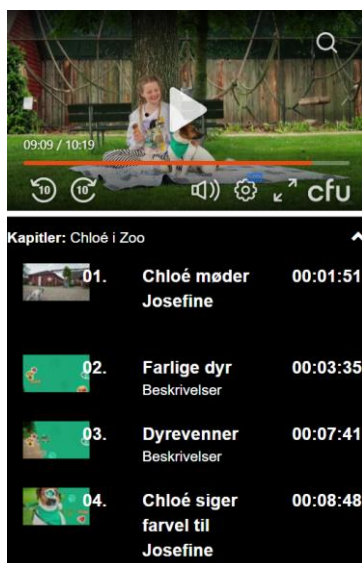 09:09 / 10:19
10 10 cfu
Kapitler: Chloé i Zoo
01. Chloé møder 00:01:51
Josefine
02. Farlige dyr 00:03:35
Beskrivelser
03. Dyrevenner 00:07:41
Beskrivelser
04. Chloé siger 00:08:48
farvel til
Josefine